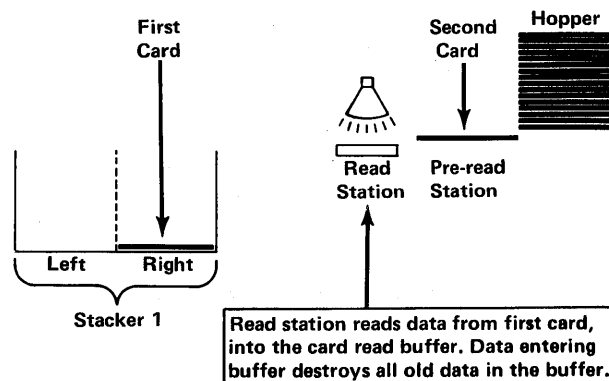 First
Card
Second
Card
Hopper
Read
Station
Pre-read
Station
Left
Right
Stacker 1
Read station reads data from first card,
into the card read buffer. Data entering
buffer destroys all old data in the buffer.